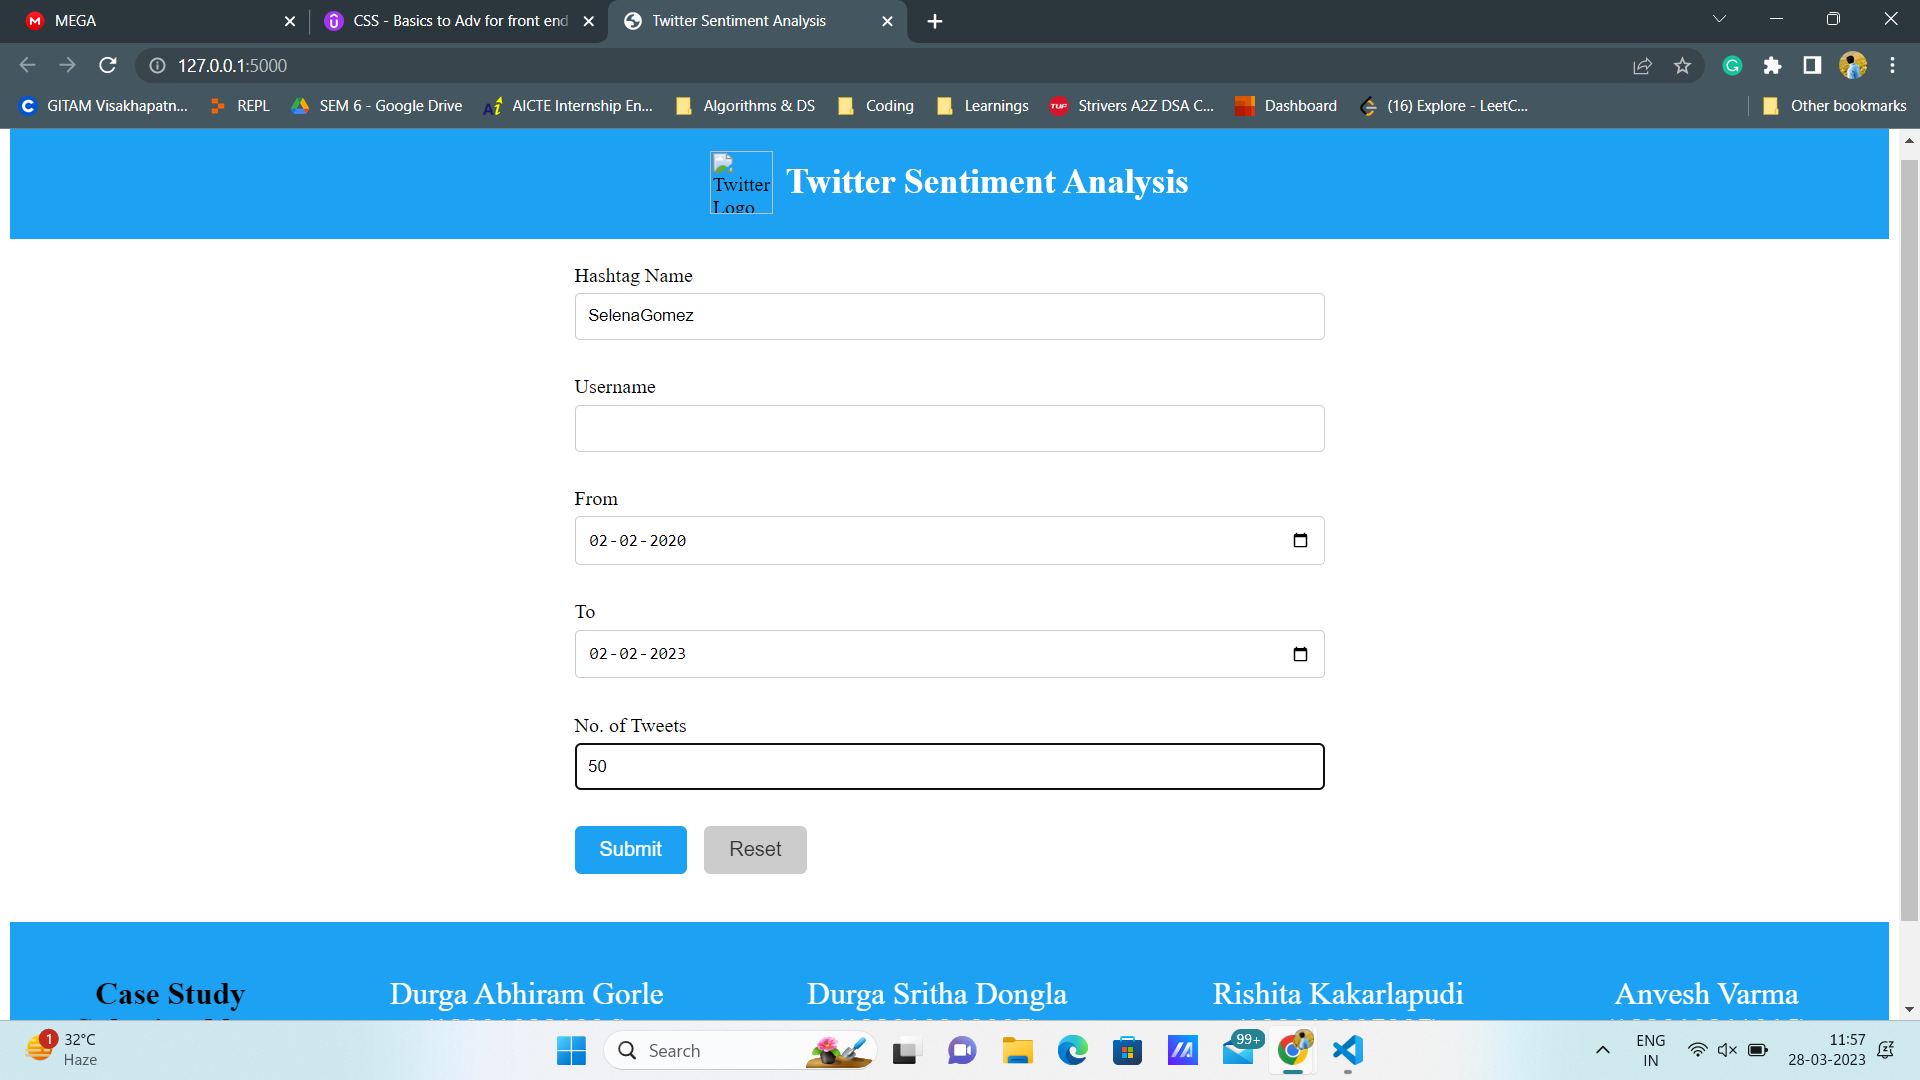 MEGA
CSS - Basics to Adv for front end
Twitter Sentiment Analysis
127.0.0.1:5000
GITAM Visakhapatn...
REPL
SEM 6 - Google Drive
AICTE Internship En...
Algorithms & DS
Coding
Learnings
TUF
Strivers A2Z DSA C...
Dashboard
(16) Explore - LeetC...
Other bookmarks
Twitter Logo
Twitter Sentiment Analysis
Hashtag Name
SelenaGomez
Username
From
02-02-2020
To
02-02-2023
No. of Tweets
50
Submit
Reset
Case Study
Durga Abhiram Gorle
Durga Sritha Dongla
Rishita Kakarlapudi
Anvesh Varma
1
32°C
Haze
Search
99+
ENG
IN
11:57
28-03-2023